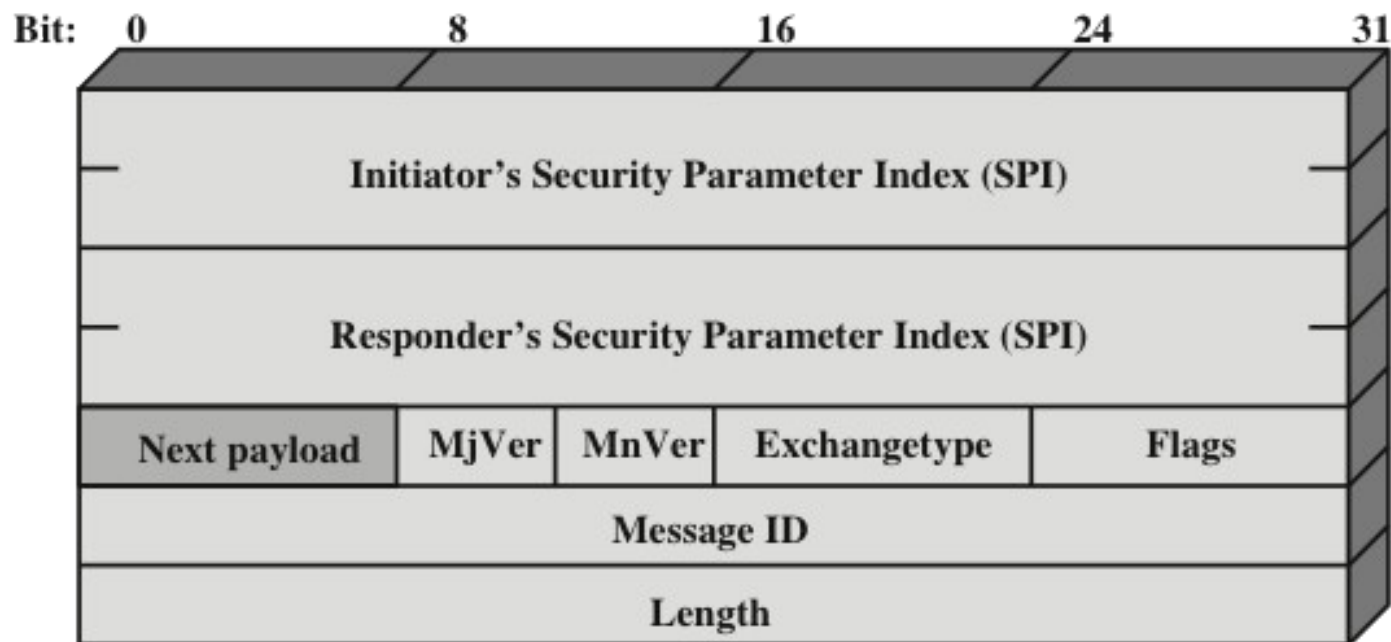 Bit: 0 8 16 24 31
Initiator’s Security Parameter Index (SPI)
Responder’s Security Parameter Index (SPI)
Next payload MjVer MnVer Exchangetype Flags
Message ID
Length